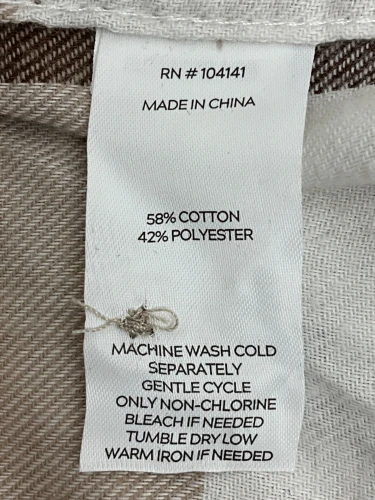 RN # 104141
MADE IN CHINA
58% COTTON
42% POLYESTER
MACHINE WASH COLD
SEPARATELY
GENTLE CYCLE
ONLY NON-CHLORINE
BLEACH IF NEEDED
TUMBLE DRY LOW
WARM IRON IF NEEDED